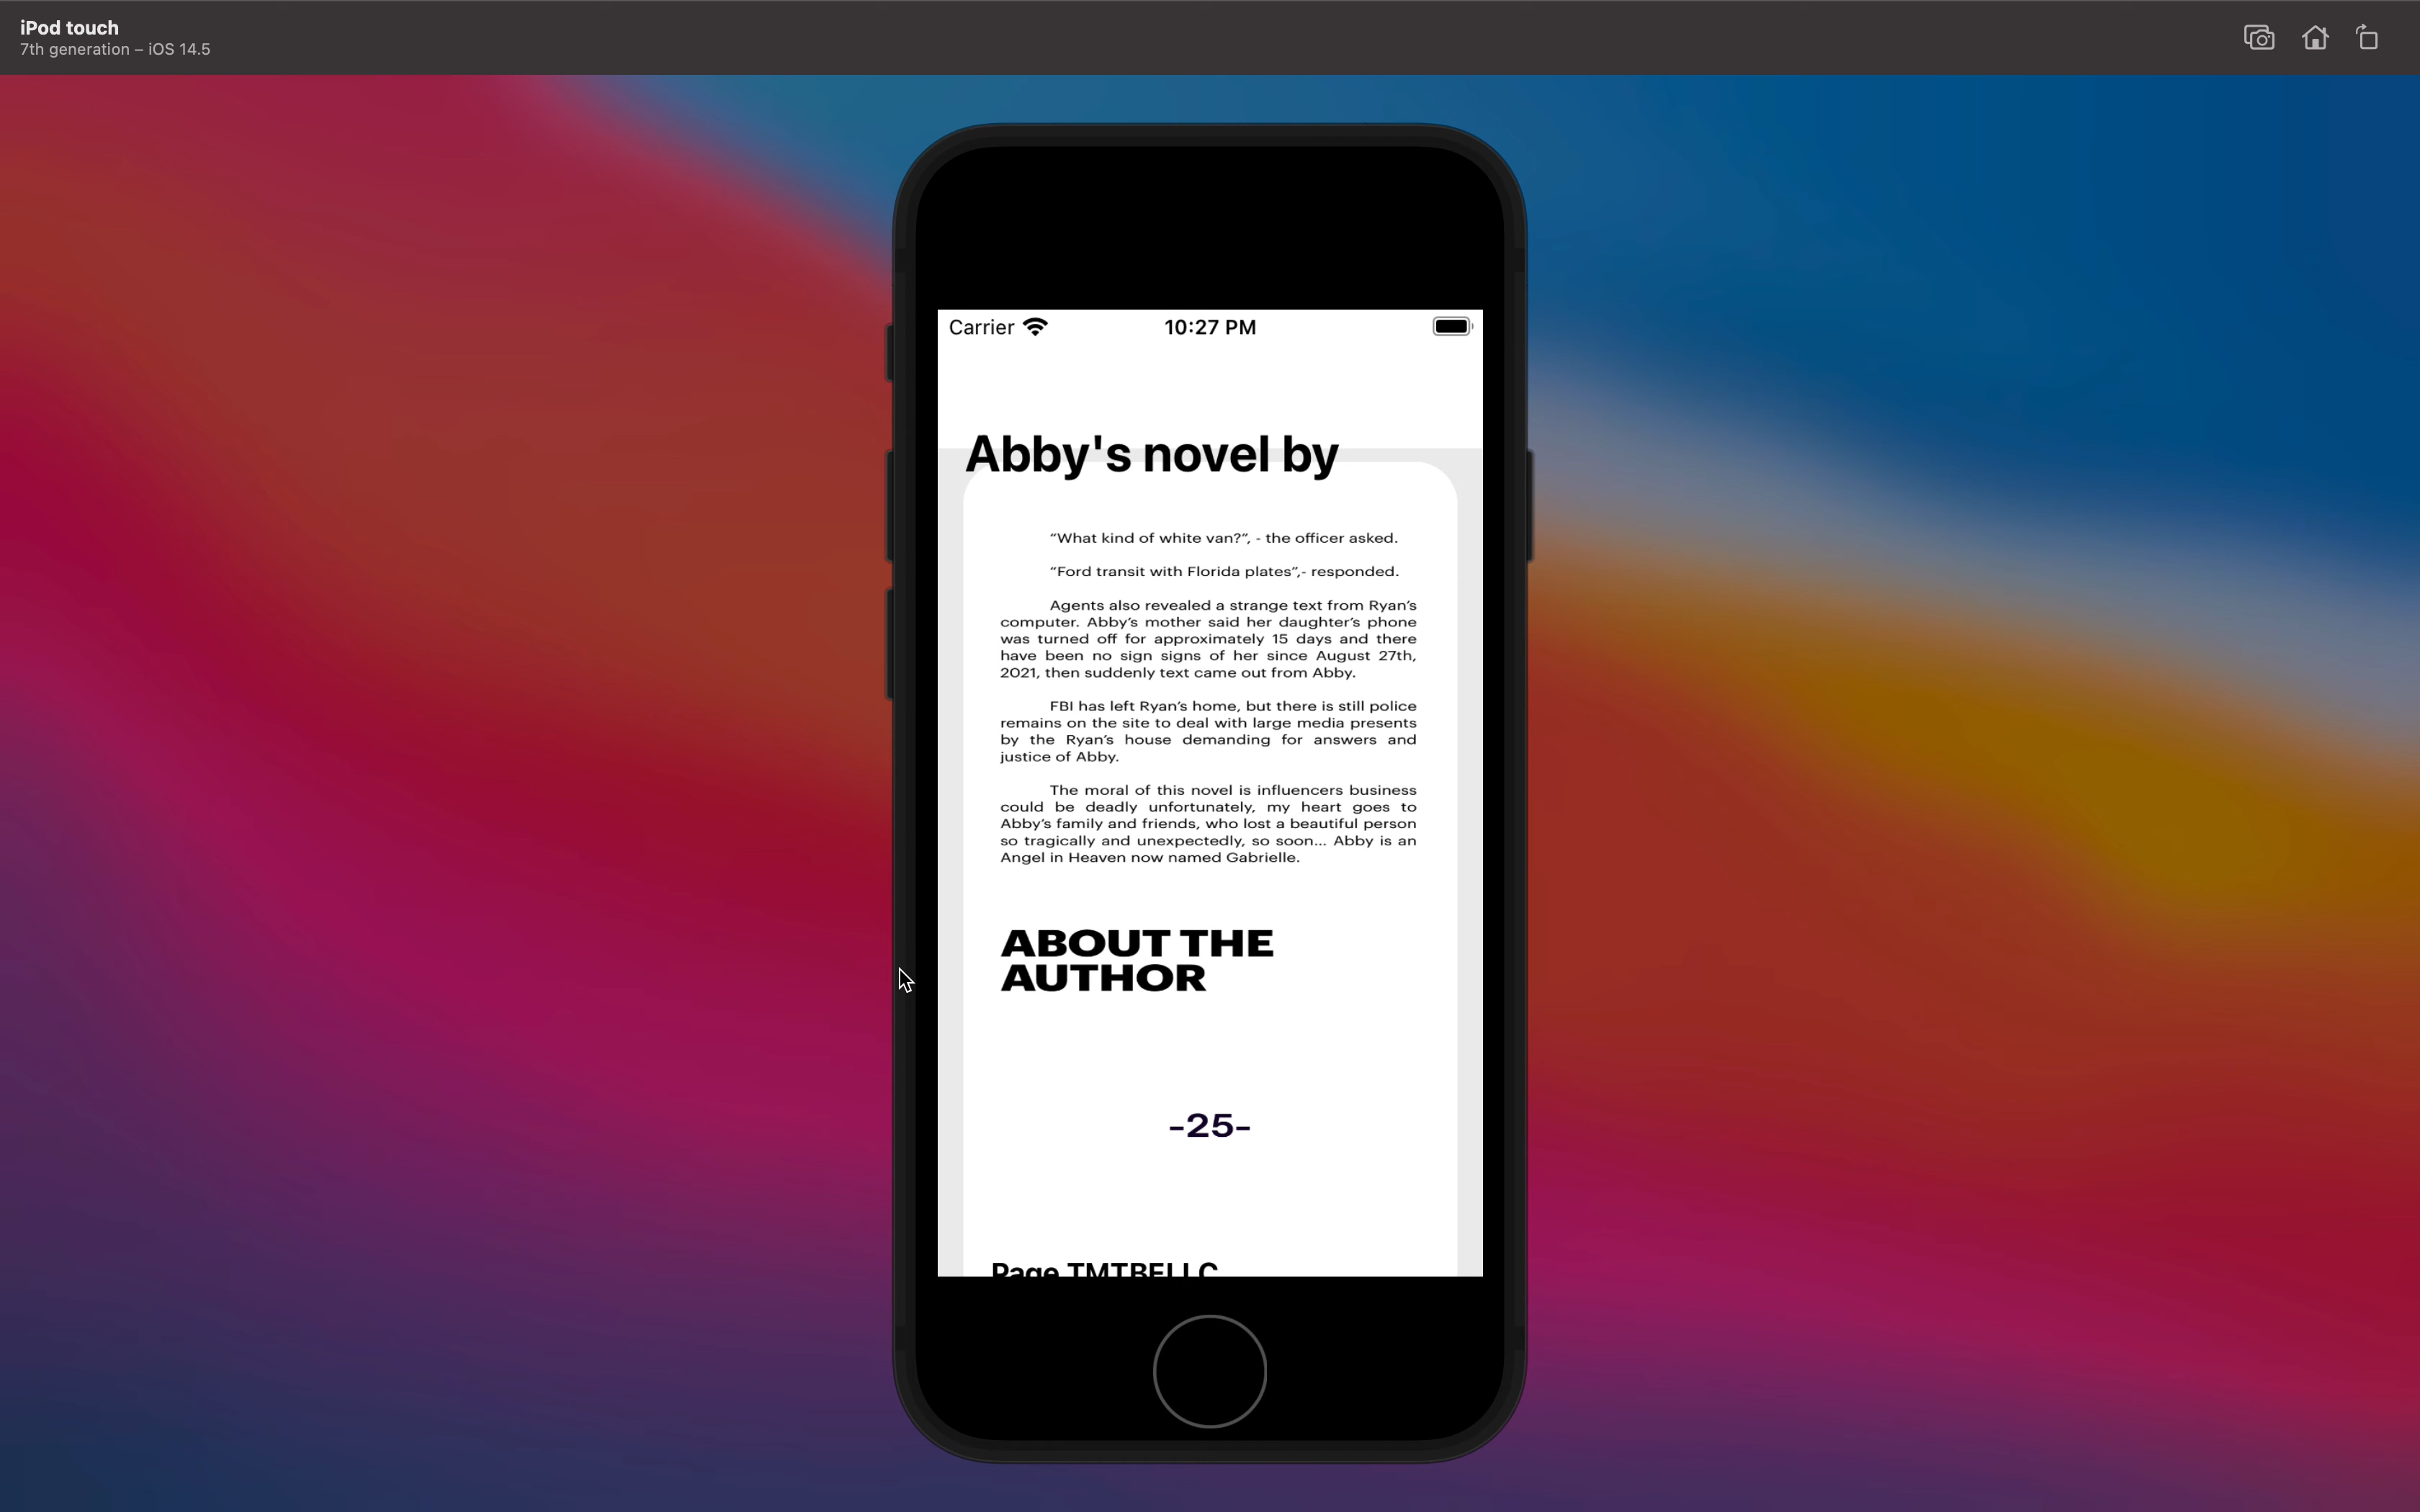 iPod touch
7th generation – iOS 14.5
Carrier 10:27 PM
Abby's novel by
“What kind of white van?”, - the officer asked.
“Ford transit with Florida plates”,- responded.
Agents also revealed a strange text from Ryan’s
computer. Abby’s mother said her daughter’s phone
was turned off for approximately 15 days and there
have been no sign signs of her since August 27th,
2021, then suddenly text came out from Abby.
FBI has left Ryan’s home, but there is still police
remains on the site to deal with large media presents
by the Ryan’s house demanding for answers and
justice of Abby.
The moral of this novel is influencers business
could be deadly unfortunately, my heart goes to
Abby’s family and friends, who lost a beautiful person
so tragically and unexpectedly, so soon... Abby is an
Angel in Heaven now named Gabrielle.
ABOUT THE
AUTHOR
-25-
Page TMTBELLC